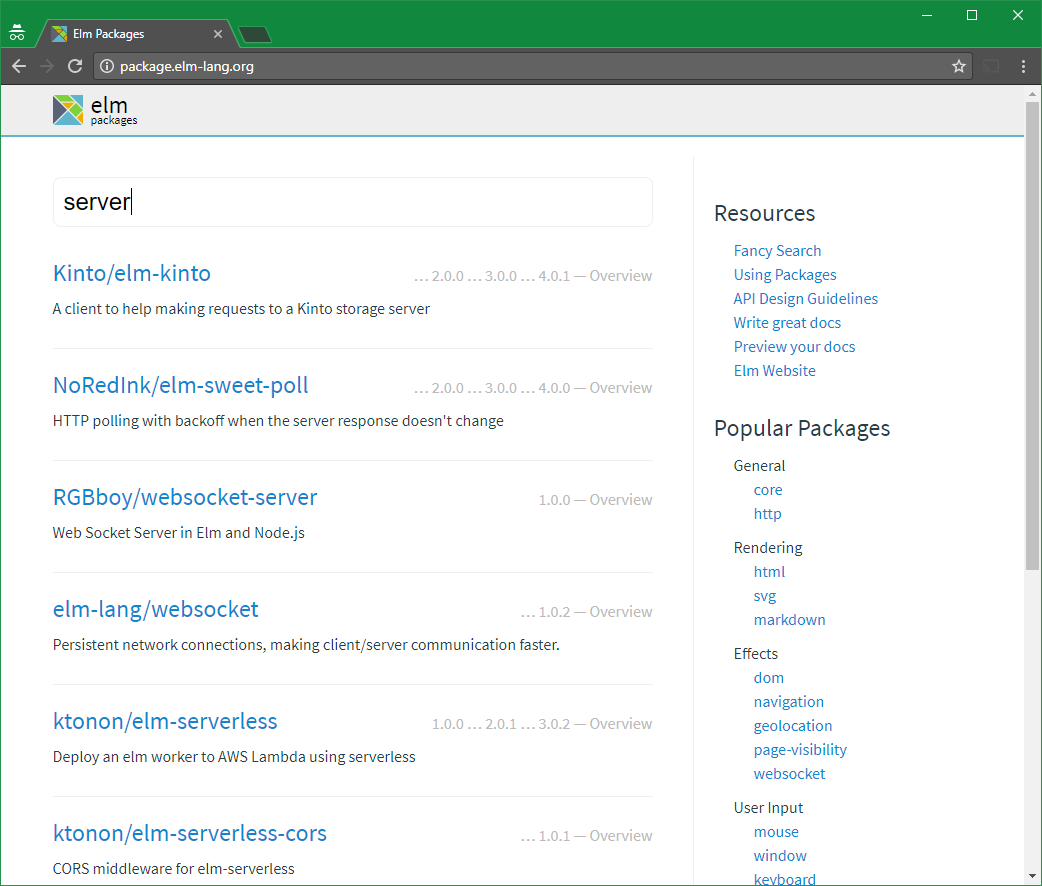 Elm Packages
package.elm-lang.org
elm
packages
server
Kinto/elm-kinto
… 2.0.0 … 3.0.0 … 4.0.1 — Overview
A client to help making requests to a Kinto storage server
NoRedInk/elm-sweet-poll
… 2.0.0 … 3.0.0 … 4.0.0 — Overview
HTTP polling with backoff when the server response doesn't change
RGBboy/websocket-server
1.0.0 — Overview
Web Socket Server in Elm and Node.js
elm-lang/websocket
… 1.0.2 — Overview
Persistent network connections, making client/server communication faster.
ktonon/elm-serverless
1.0.0 … 2.0.1 … 3.0.2 — Overview
Deploy an elm worker to AWS Lambda using serverless
ktonon/elm-serverless-cors
… 1.0.1 — Overview
CORS middleware for elm-serverless
Resources
Fancy Search
Using Packages
API Design Guidelines
Write great docs
Preview your docs
Elm Website
Popular Packages
General
core
http
Rendering
html
svg
markdown
Effects
dom
navigation
geolocation
page-visibility
websocket
User Input
mouse
window
keyboard